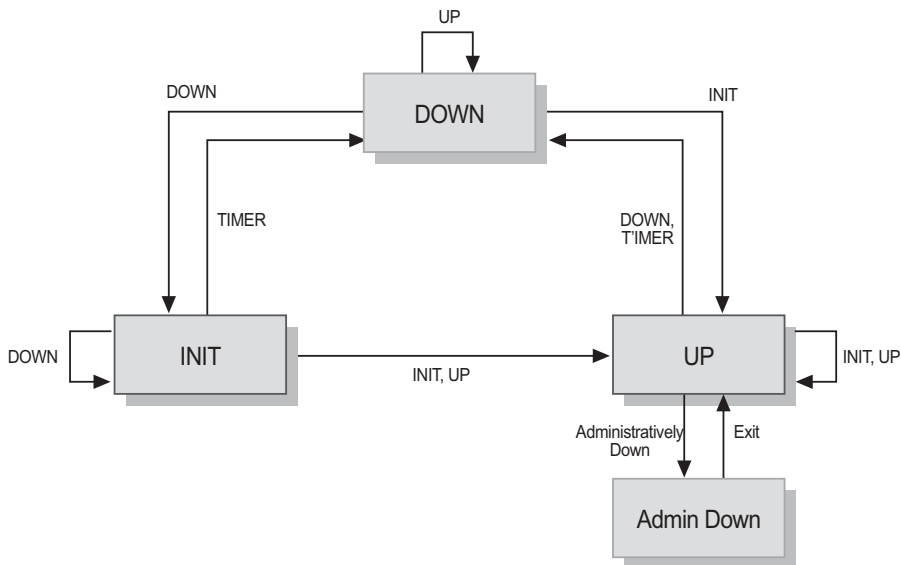 UP
DOWN
DOWN
INIT
TIMER
DOWN,
T'IMER
DOWN
INIT
INIT, UP
UP
INIT, UP
Administratively
Down
Exit
Admin Down